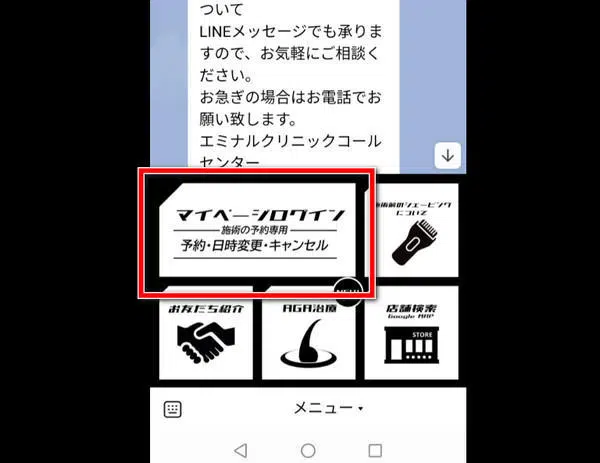 ついて
LINEメッセージでも承りま
すので、お気軽にご相談く
ださい。
お急ぎの場合はお電話でお
願い致します。
エミナルクリニックコール
センター
マイページログイン
施術の予約専用
予約・日時変更・キャンセル
施術前のシェービング
について
お友だち紹介
NEW
AGA治療
店舗検索
Google MAP
STORE
メニュー